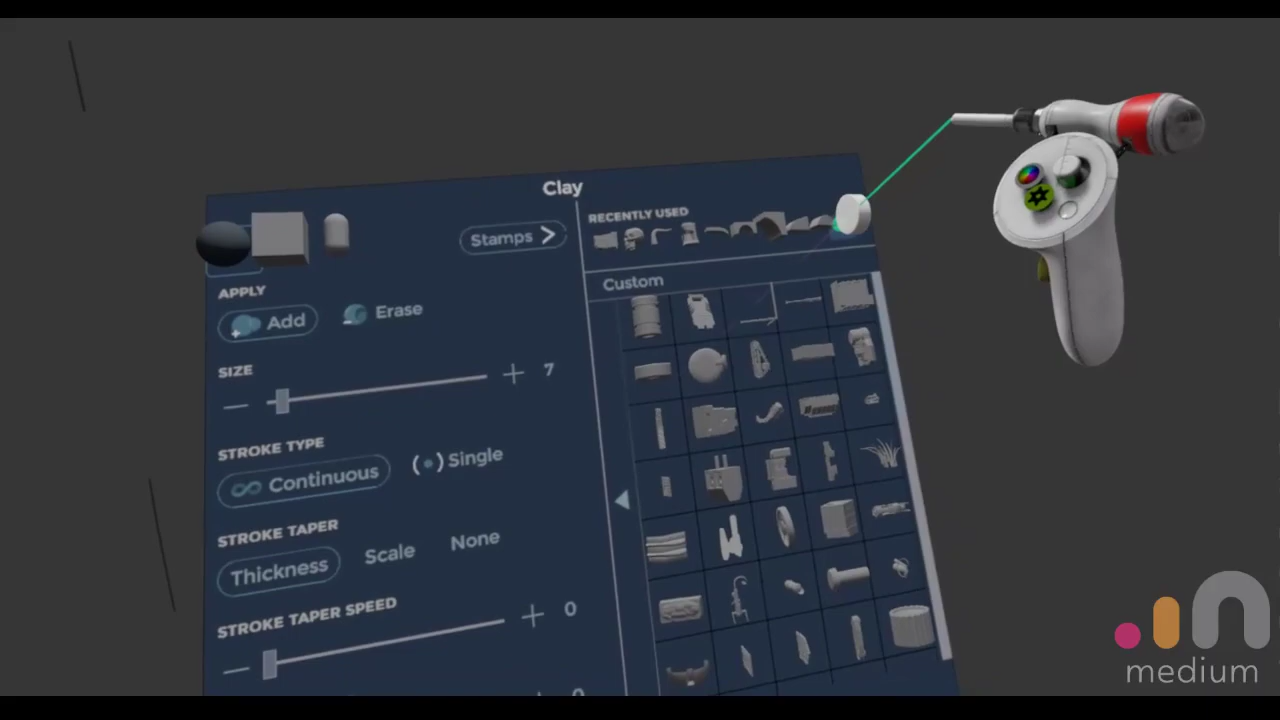 Clay
Stamps
RECENTLY USED
Custom
APPLY
Add
Erase
SIZE
7
STROKE TYPE
Continuous
Single
STROKE TAPER
Thickness
Scale
None
STROKE TAPER SPEED
0
0
medium